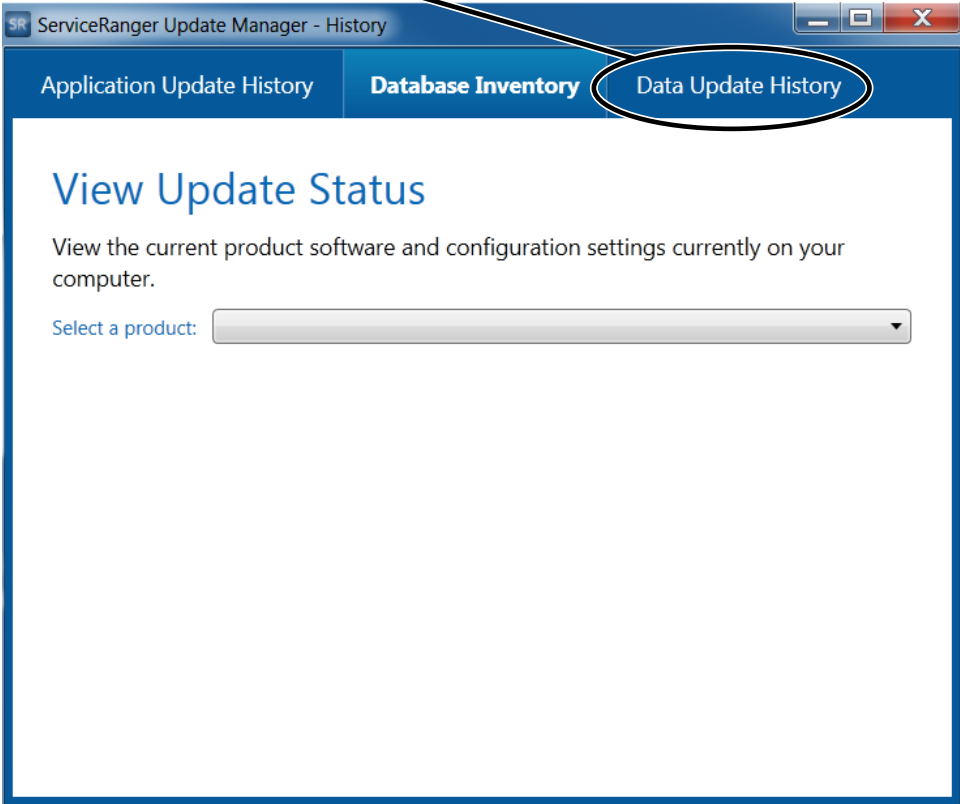 SR ServiceRanger Update Manager - History
X
Application Update History Database Inventory Data Update History
View Update Status
View the current product software and configuration settings currently on your
computer.
Select a product: